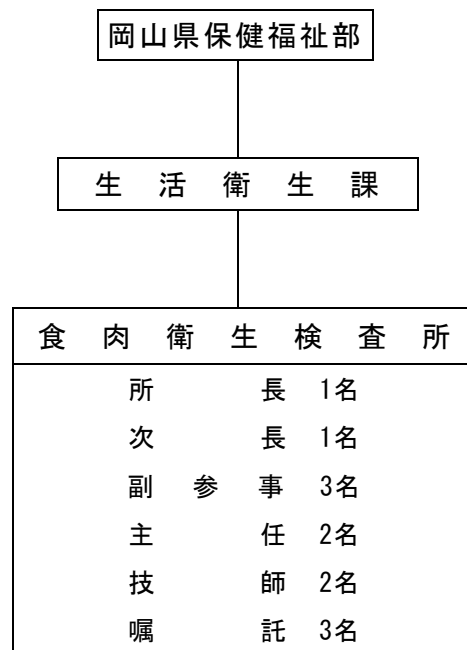 岡山県保健福祉部
生活衛生課
食肉衛生検査所
所長 1名
次長 1名
副参事 3名
主任 2名
技師 2名
嘱託 3名